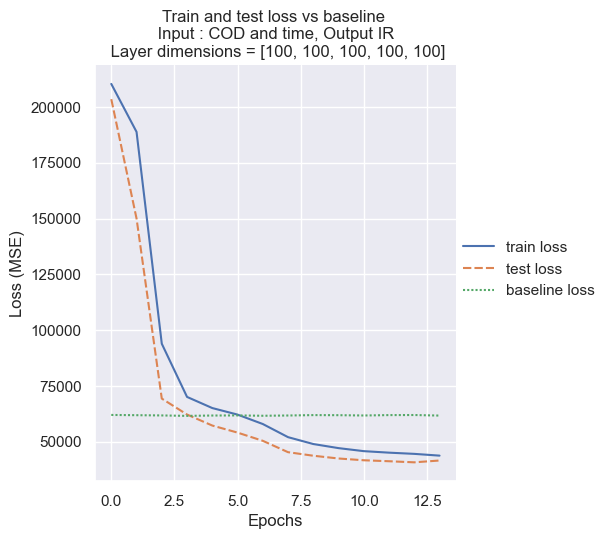 Train and test loss vs baseline
Input : COD and time, Output IR
Layer dimensions = [100, 100, 100, 100, 100]
200000
175000
150000
125000
100000
75000
50000
Loss (MSE)
0.0 2.5 5.0 7.5 10.0 12.5
Epochs
train loss
test loss
baseline loss